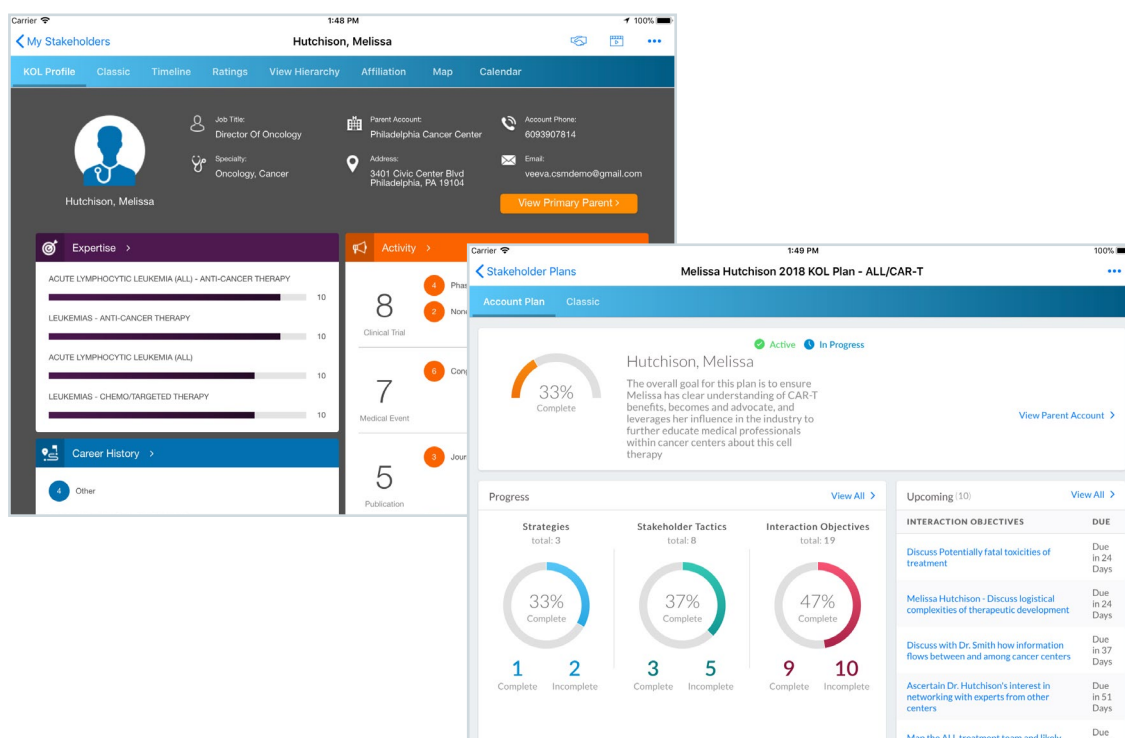 Carrier 1:48 PM 100%
My Stakeholders Hutchison, Melissa
KOL Profile Classic Timeline Ratings View Hierarchy Affiliation Map Calendar
Job Title:
Director Of Oncology
Parent Account:
Philadelphia Cancer Center
Account Phone:
6093907814
Specialty:
Oncology, Cancer
Address:
3401 Civic Center Blvd
Philadelphia, PA 19104
Email:
veeva.csmdemo@gmail.com
Hutchison, Melissa
View Primary Parent >
Expertise >
ACUTE LYMPHOCYTIC LEUKEMIA (ALL) - ANTI-CANCER THERAPY
10
LEUKEMIAS - ANTI-CANCER THERAPY
10
ACUTE LYMPHOCYTIC LEUKEMIA (ALL)
10
LEUKEMIAS - CHEMO/TARGETED THERAPY
10
Career History >
4 Other
Activity >
8
Clinical Trial
4
2
7
Medical Event
6
5
Publication
3
Carrier 1:49 PM 100%
Stakeholder Plans Melissa Hutchison 2018 KOL Plan - ALL/CAR-T
Account Plan Classic
33%
Complete
Active In Progress
Hutchison, Melissa
The overall goal for this plan is to ensure
Melissa has clear understanding of CAR-T
benefits, becomes and advocate, and
leverages her influence in the industry to
further educate medical professionals
within cancer centers about this cell
therapy
View Parent Account >
Progress View All >
Strategies
total: 3
33%
Complete
1 2
Complete Incomplete
Stakeholder Tactics
total: 8
37%
Complete
3 5
Complete Incomplete
Interaction Objectives
total: 19
47%
Complete
9 10
Complete Incomplete
Upcoming (10) View All >
INTERACTION OBJECTIVES DUE
Discuss Potentially fatal toxicities of
treatment
Due
in 24
Days
Melissa Hutchison - Discuss logistical
complexities of therapeutic development
Due
in 24
Days
Discuss with Dr. Smith how information
flows between and among cancer centers
Due
in 37
Days
Ascertain Dr. Hutchison's interest in
networking with experts from other
centers
Due
in 51
Days
Map the ALL treatment team and likely
Due